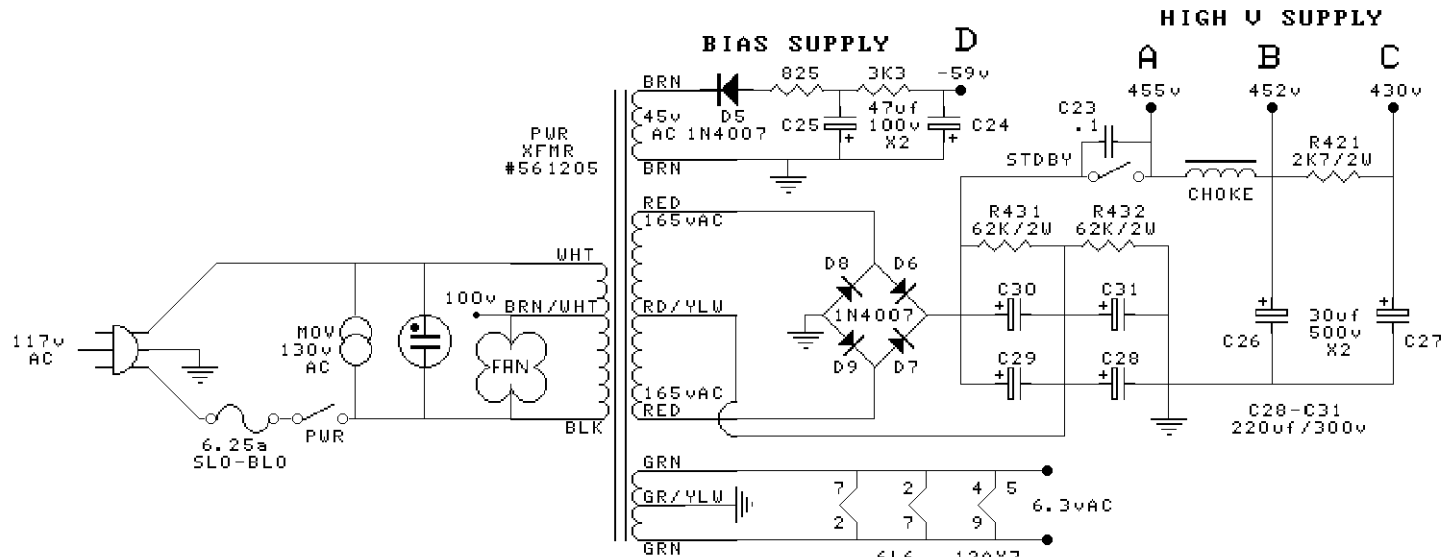 HIGH V SUPPLY
BIAS SUPPLY
D
A
B
C
BRN
825
3K3
-59v
455v
452v
430v
45v
AC
D5
1N4007
C25
47uf
100v
X2
C24
C23
.1
PWR
XFMR
#561205
BRN
STDBY
CHOKE
R421
2K7/2W
RED
165vAC
R431
62K/2W
R432
62K/2W
WHT
D8
D6
100v
BRN/WHT
RD/YLW
1N4007
C30
C31
117v
AC
MOV
130v
AC
FAN
C26
30uf
500v
X2
C27
D9
D7
C29
C28
165vAC
RED
BLK
6.25a
SLO-BLO
PWR
C28-C31
220uf/300v
GRN
GR/YLW
7
2
4
5
6.3vAC
2
7
9
GRN
6L6
12AX7